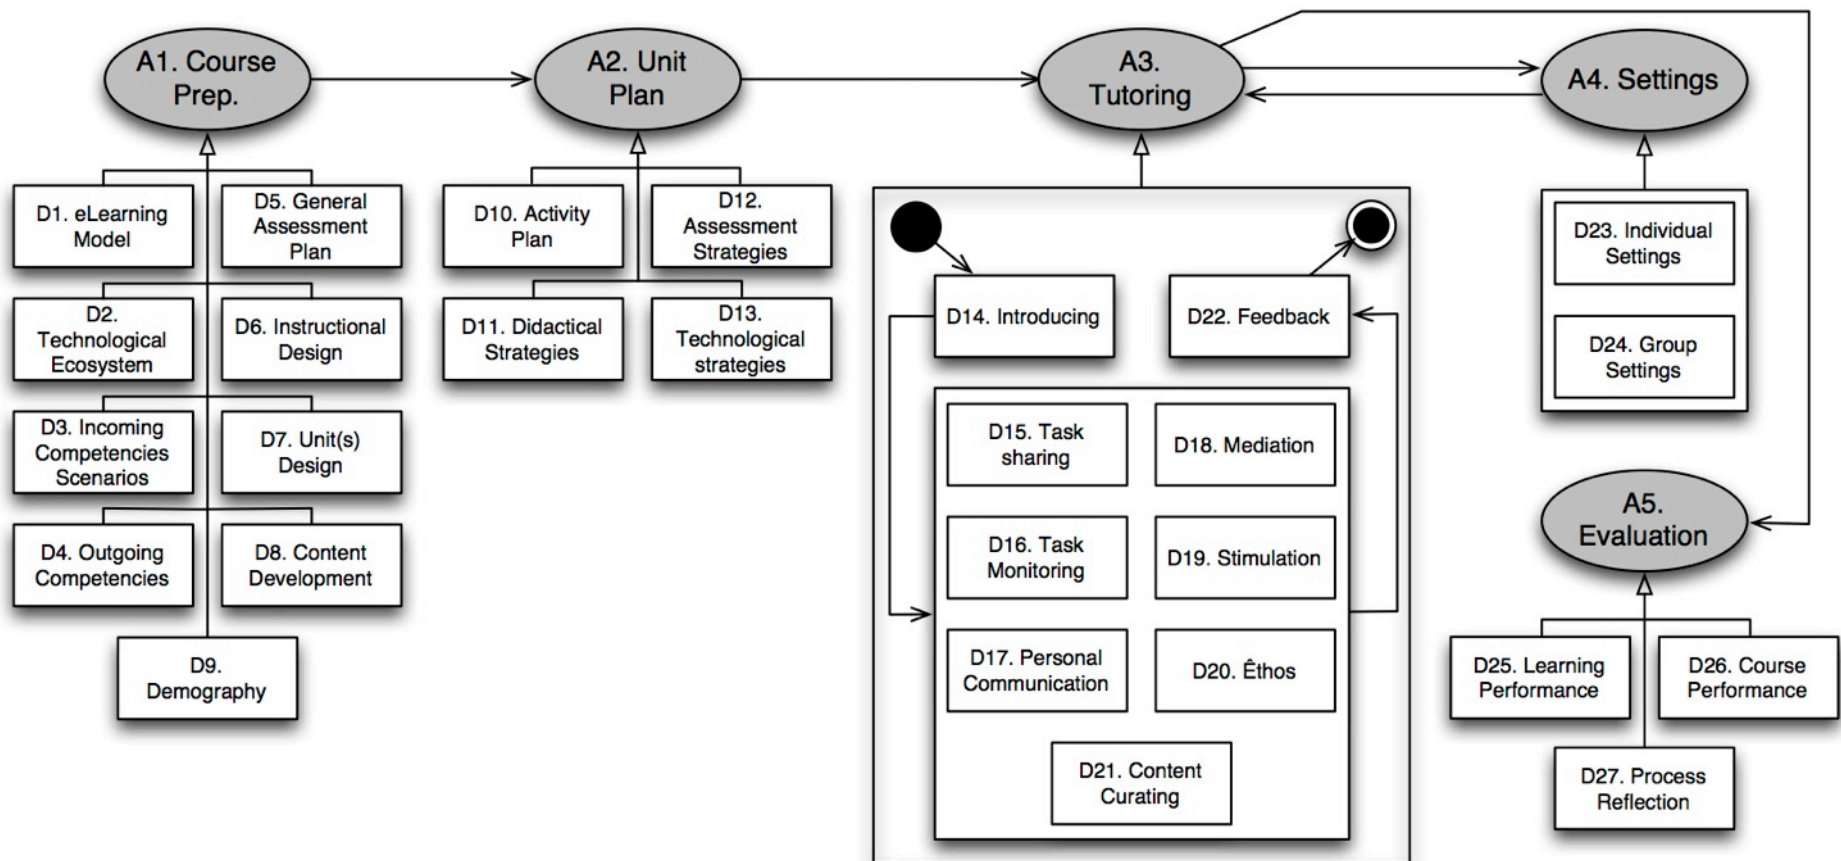 A1. Course
Prep.
A2. Unit
Plan
A3.
Tutoring
A4. Settings
D1. eLearning
Model
D5. General
Assessment
Plan
D2.
Technological
Ecosystem
D6. Instructional
Design
D3. Incoming
Competencies
Scenarios
D7. Unit(s)
Design
D4. Outgoing
Competencies
D8. Content
Development
D9.
Demography
D10. Activity
Plan
D12.
Assessment
Strategies
D11. Didactical
Strategies
D13.
Technological
strategies
D14. Introducing
D22. Feedback
D15. Task
sharing
D18. Mediation
D16. Task
Monitoring
D19. Stimulation
D17. Personal
Communication
D20. Êthos
D21. Content
Curating
D23. Individual
Settings
D24. Group
Settings
A5.
Evaluation
D25. Learning
Performance
D26. Course
Performance
D27. Process
Reflection